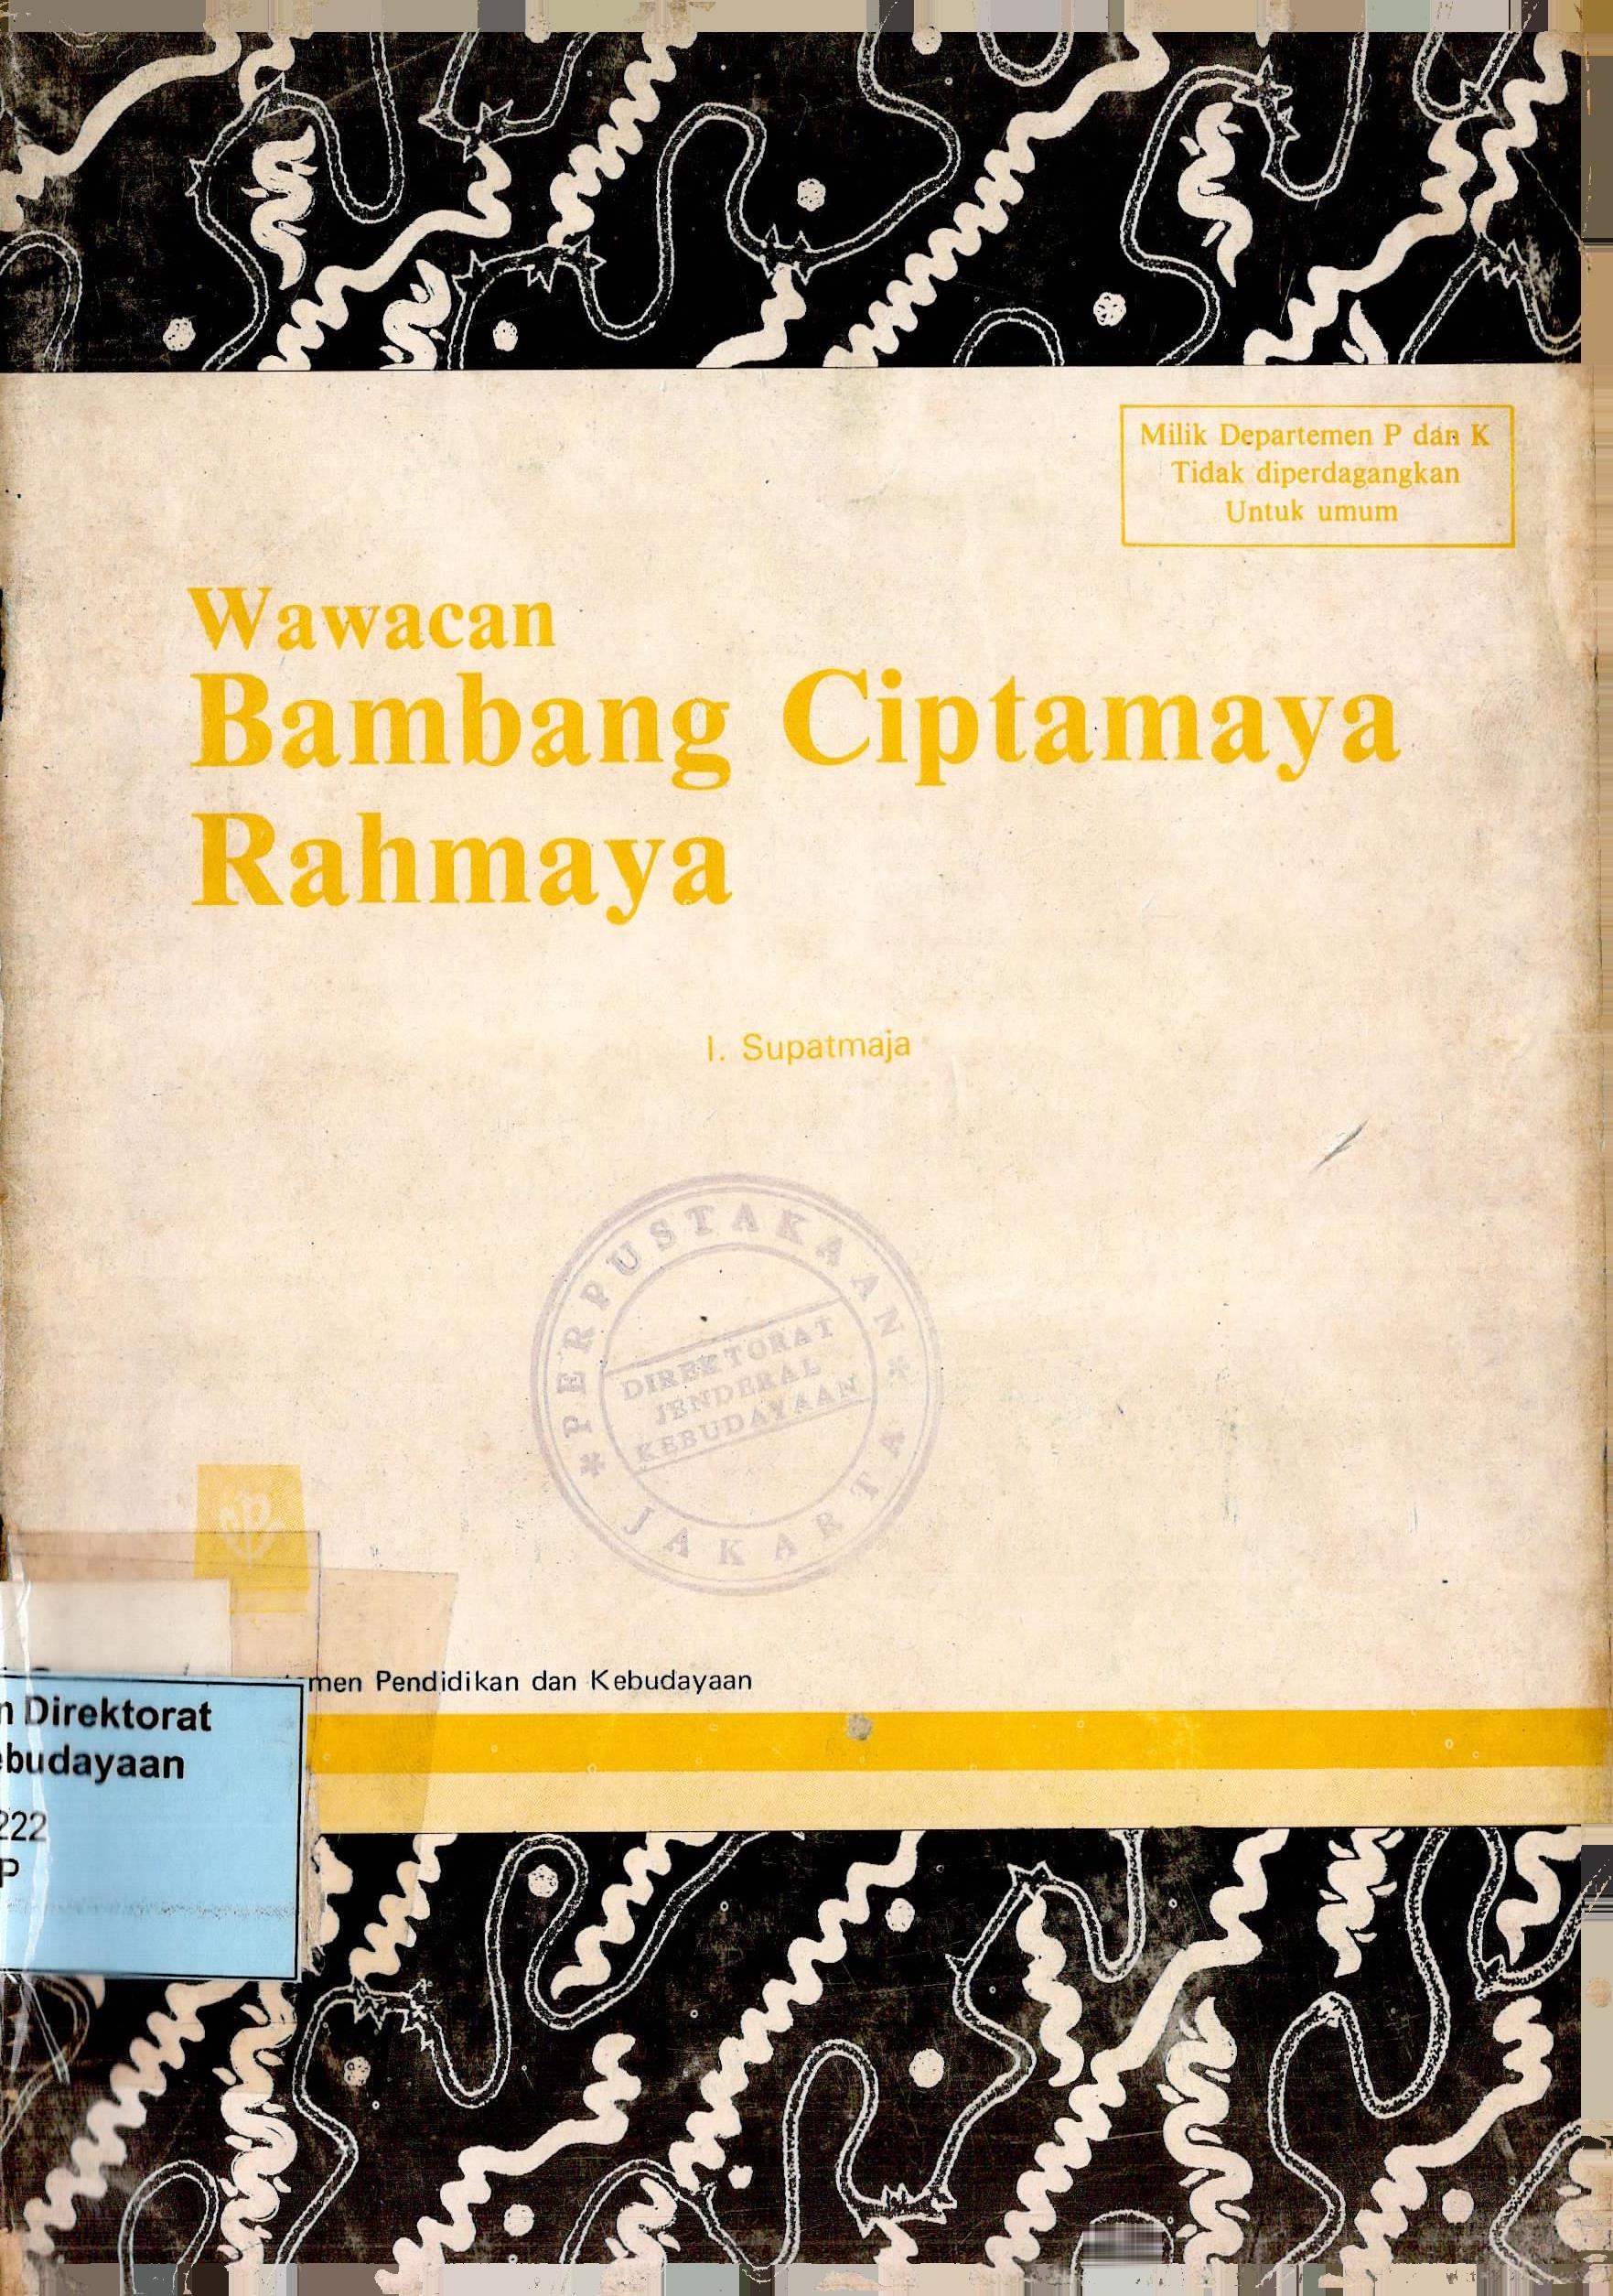 Milik Departemen P dan K
Tidak diperdagangkan
Untuk umum
Wawacan
Bambang Ciptamaya
Rahmaya
I. Supatmaja
PERPUSTAKAAN
DIREKTORAT
JENDERAL
KEBUDAYAAN
JAKARTA
men Pendidikan dan Kebudayaan
n Direktorat
ebudayaan
222
P